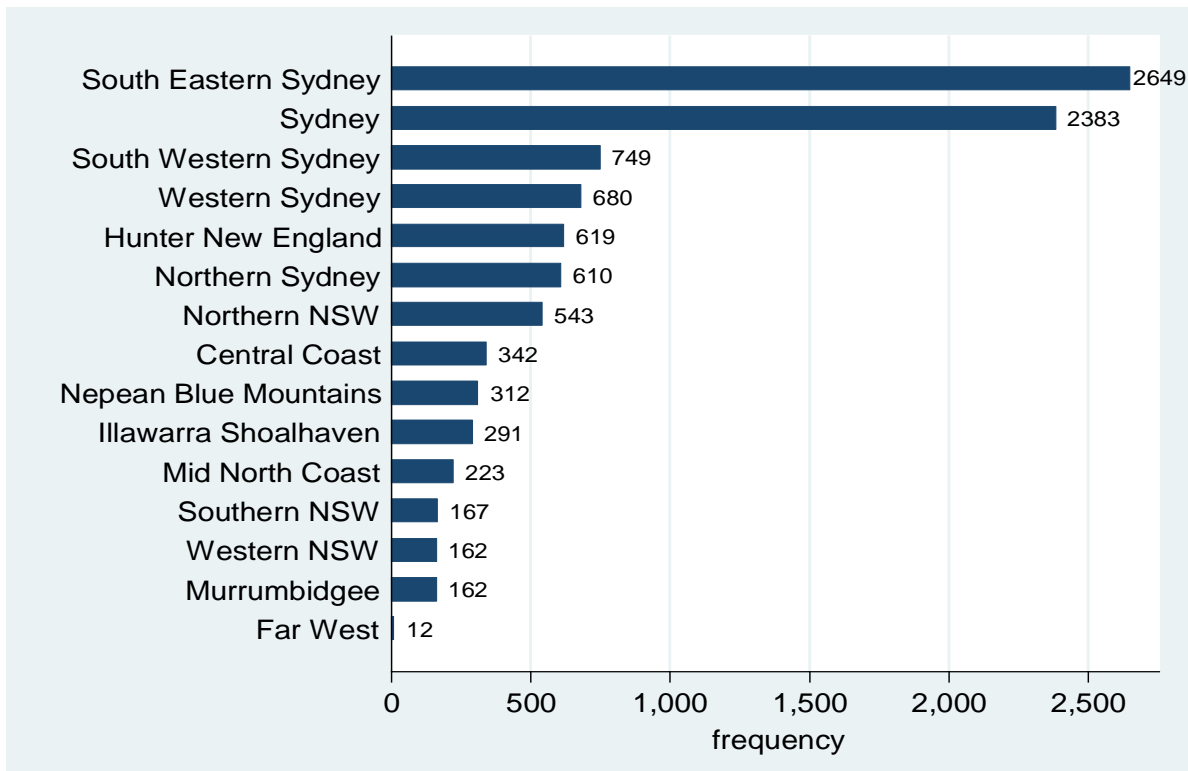 South Eastern Sydney 2649
Sydney 2383
South Western Sydney 749
Western Sydney 680
Hunter New England 619
Northern Sydney 610
Northern NSW 543
Central Coast 342
Nepean Blue Mountains 312
Illawarra Shoalhaven 291
Mid North Coast 223
Southern NSW 167
Western NSW 162
Murrumbidgee 162
Far West 12
0 500 1,000 1,500 2,000 2,500
frequency